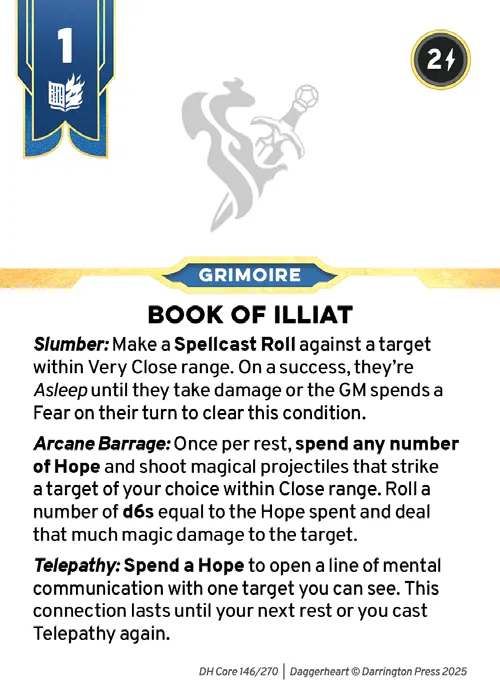 1
2
GRIMOIRE
BOOK OF ILLIAT
Slumber: Make a Spellcast Roll against a target
within Very Close range. On a success, they’re
Asleep until they take damage or the GM spends a
Fear on their turn to clear this condition.
Arcane Barrage: Once per rest, spend any number
of Hope and shoot magical projectiles that strike
a target of your choice within Close range. Roll a
number of d6s equal to the Hope spent and deal
that much magic damage to the target.
Telepathy: Spend a Hope to open a line of mental
communication with one target you can see. This
connection lasts until your next rest or you cast
Telepathy again.
DH Core 146/270 | Daggerheart © Darrington Press 2025